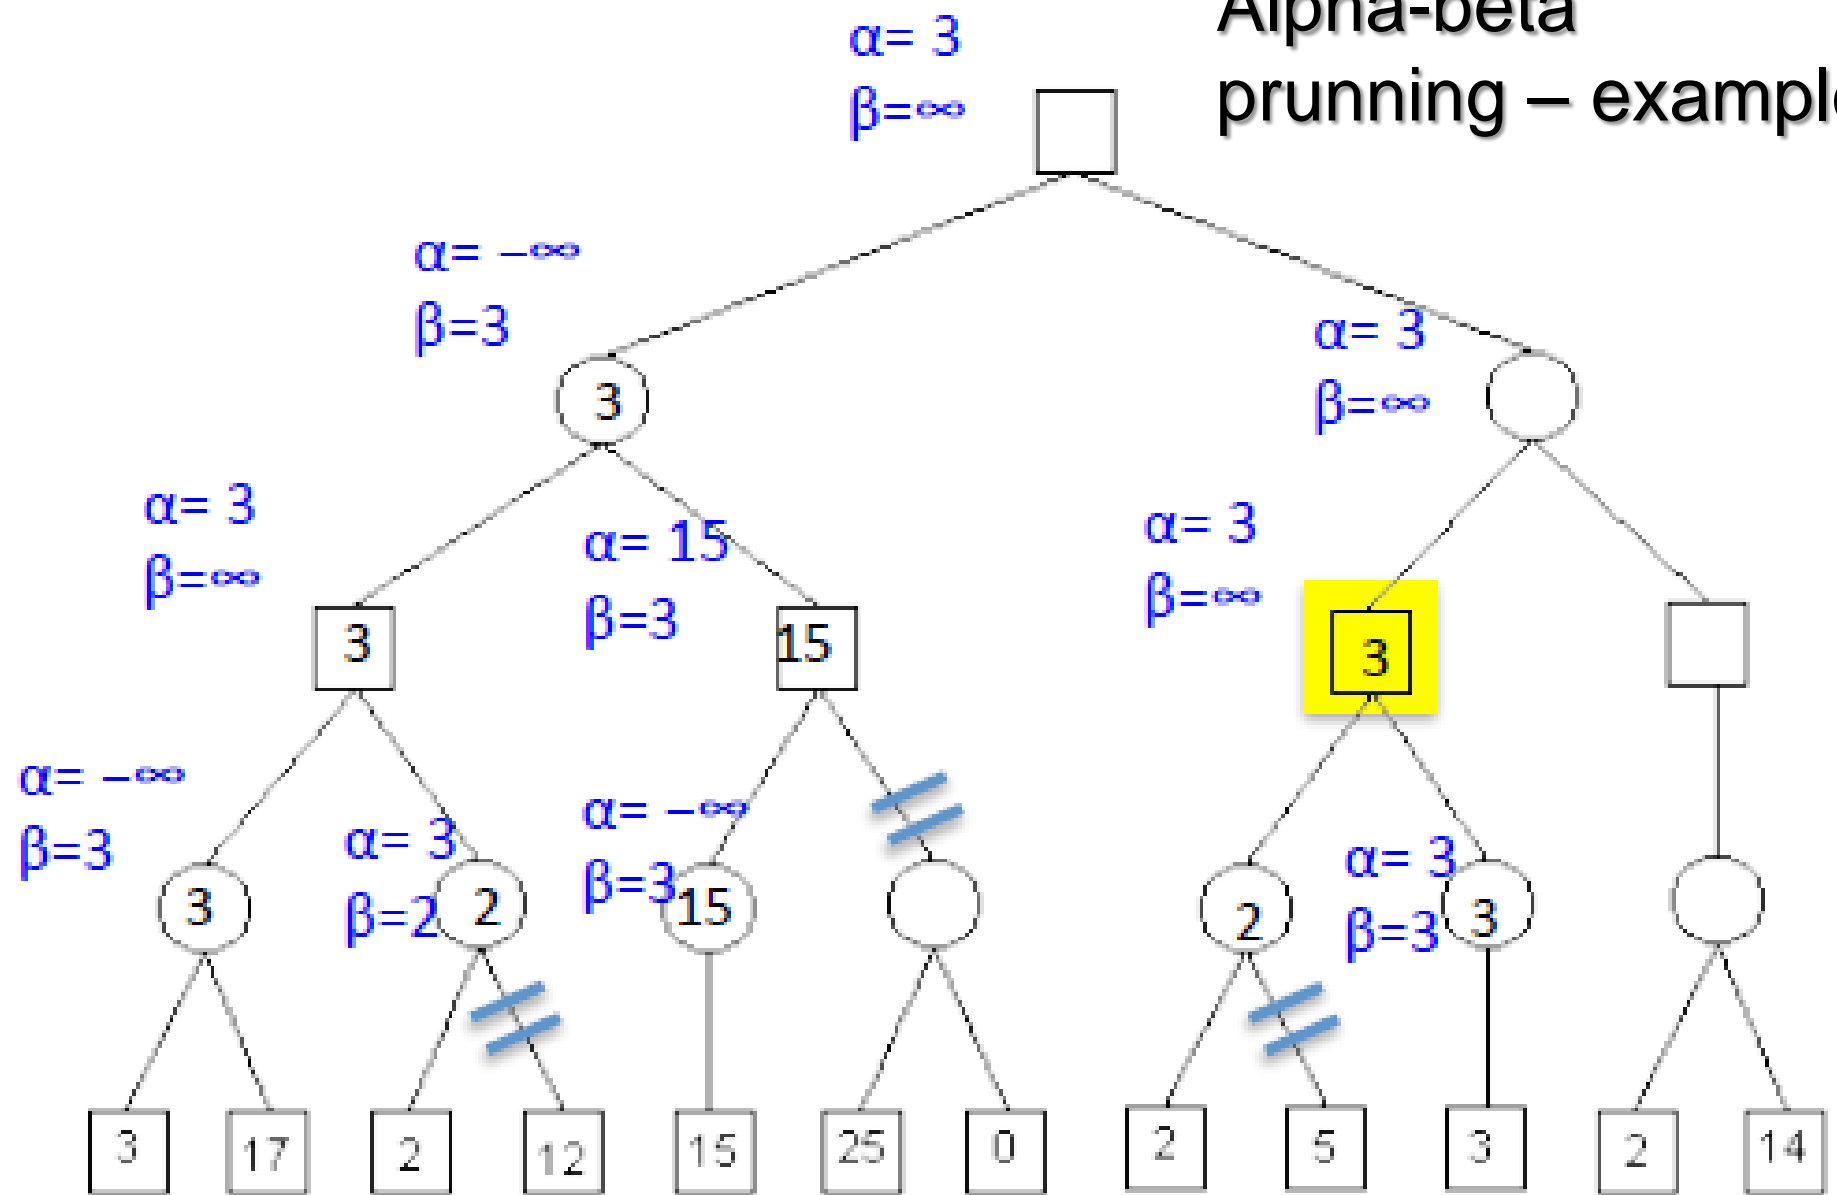 Alpha-beta
prunning – example
α= 3
β=∞
α= −∞
β=3
3
α= 3
β=∞
α= 3
β=∞
3
α= 15
β=3
15
α= 3
β=∞
3
α= −∞
β=3
3
α= 3
β=2
2
α= −∞
β=3
15
2
α= 3
β=3
3
3
17
2
12
15
25
0
2
5
3
2
14